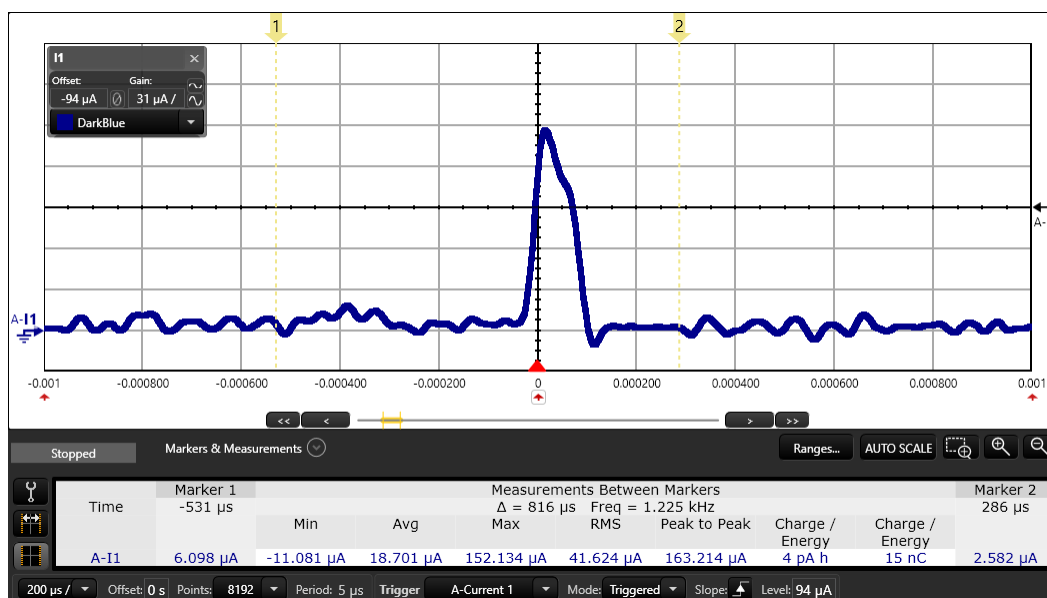 1
2
I1
×
Offset:
Gain:
-94 µA
31 µA /
DarkBlue
A-
A-I1
-0.001
-0.000800
-0.000600
-0.000400
-0.000200
0
0.000200
0.000400
0.000600
0.000800
0.001
<<
<
>
>>
Stopped
Markers & Measurements
Ranges...
AUTO SCALE
Marker 1
Measurements Between Markers
Marker 2
Time
-531 µs
Δ = 816 µs Freq = 1.225 kHz
286 µs
Min
Avg
Max
RMS
Peak to Peak
Charge /
Energy
Charge /
Energy
A-I1
6.098 µA
-11.081 µA
18.701 µA
152.134 µA
41.624 µA
163.214 µA
4 pA h
15 nC
2.582 µA
200 µs /
Offset: 0 s
Points: 8192
Period: 5 µs
Trigger
A-Current 1
Mode: Triggered
Slope:
Level: 94 µA